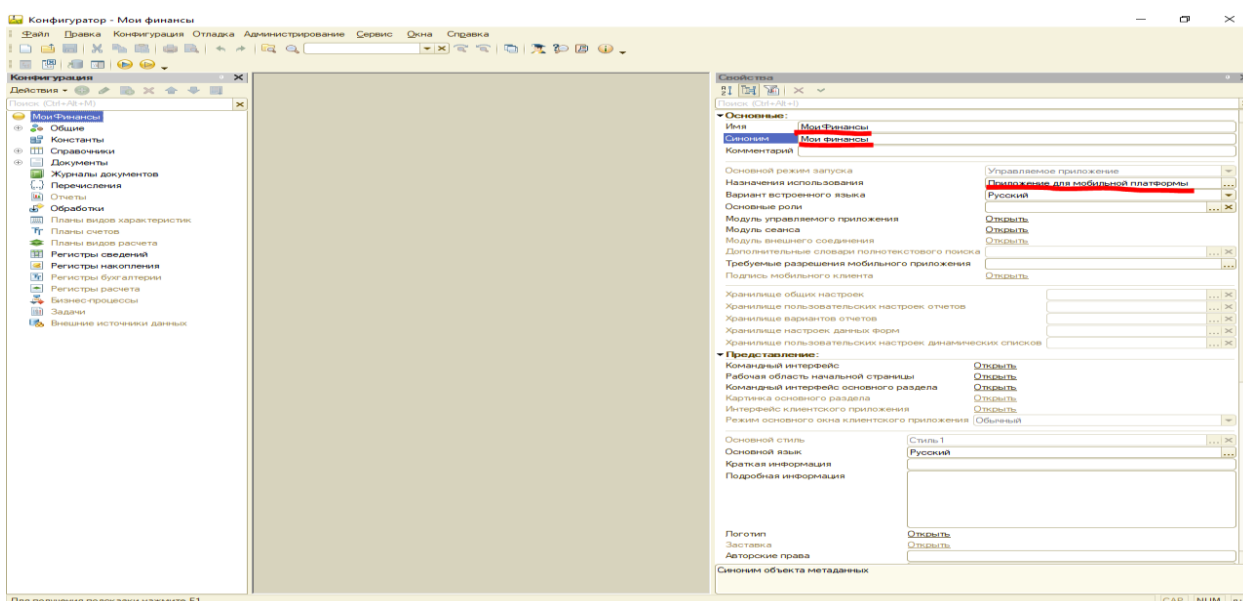 Конфигуратор - Мои финансы
Файл Правка Конфигурация Отладка Администрирование Сервис Окна Справка
Конфигурация
Действия
Поиск (Ctrl+Alt+M)
МоиФинансы
Общие
Константы
Справочники
Документы
Журналы документов
Перечисления
Отчеты
Обработки
Планы видов характеристик
Планы счетов
Планы видов расчета
Регистры сведений
Регистры накопления
Регистры бухгалтерии
Регистры расчета
Бизнес-процессы
Задачи
Внешние источники данных
Свойства
Поиск (Ctrl+Alt+I)
Основные:
Имя МоиФинансы
Синоним Мои финансы
Комментарий
Основной режим запуска Управляемое приложение
Назначения использования Приложение для мобильной платформы ...
Вариант встроенного языка Русский
Основные роли ...
Модуль управляемого приложения Открыть
Модуль сеанса Открыть
Модуль внешнего соединения Открыть
Дополнительные словари полнотекстового поиска ...
Требуемые разрешения мобильного приложения ...
Подпись мобильного клиента Открыть
Хранилище общих настроек ...
Хранилище пользовательских настроек отчетов ...
Хранилище вариантов отчетов ...
Хранилище настроек данных форм ...
Хранилище пользовательских настроек динамических списков ...
Представление:
Командный интерфейс Открыть
Рабочая область начальной страницы Открыть
Командный интерфейс основного раздела Открыть
Картинка основного раздела Открыть
Интерфейс клиентского приложения Открыть
Режим основного окна клиентского приложения Обычный
Основной стиль Стиль1 ...
Основной язык Русский ...
Краткая информация
Подробная информация
Логотип Открыть
Заставка Открыть
Авторские права
Синоним объекта метаданных
Для получения подсказки нажмите F1
CAP NUM